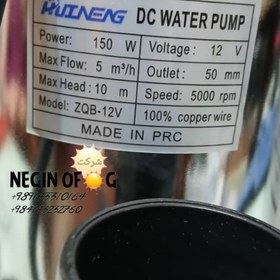 HUINENG DC WATER PUMP
Power: 150 W Voltage: 12 V
Max Flow: 5 m³/h Outlet: 50 mm
Max Head: 10 m Speed: 5000 rpm
Model: ZQB-12V 100% copper wire
MADE IN PRC
شرکت
NEGIN OF G